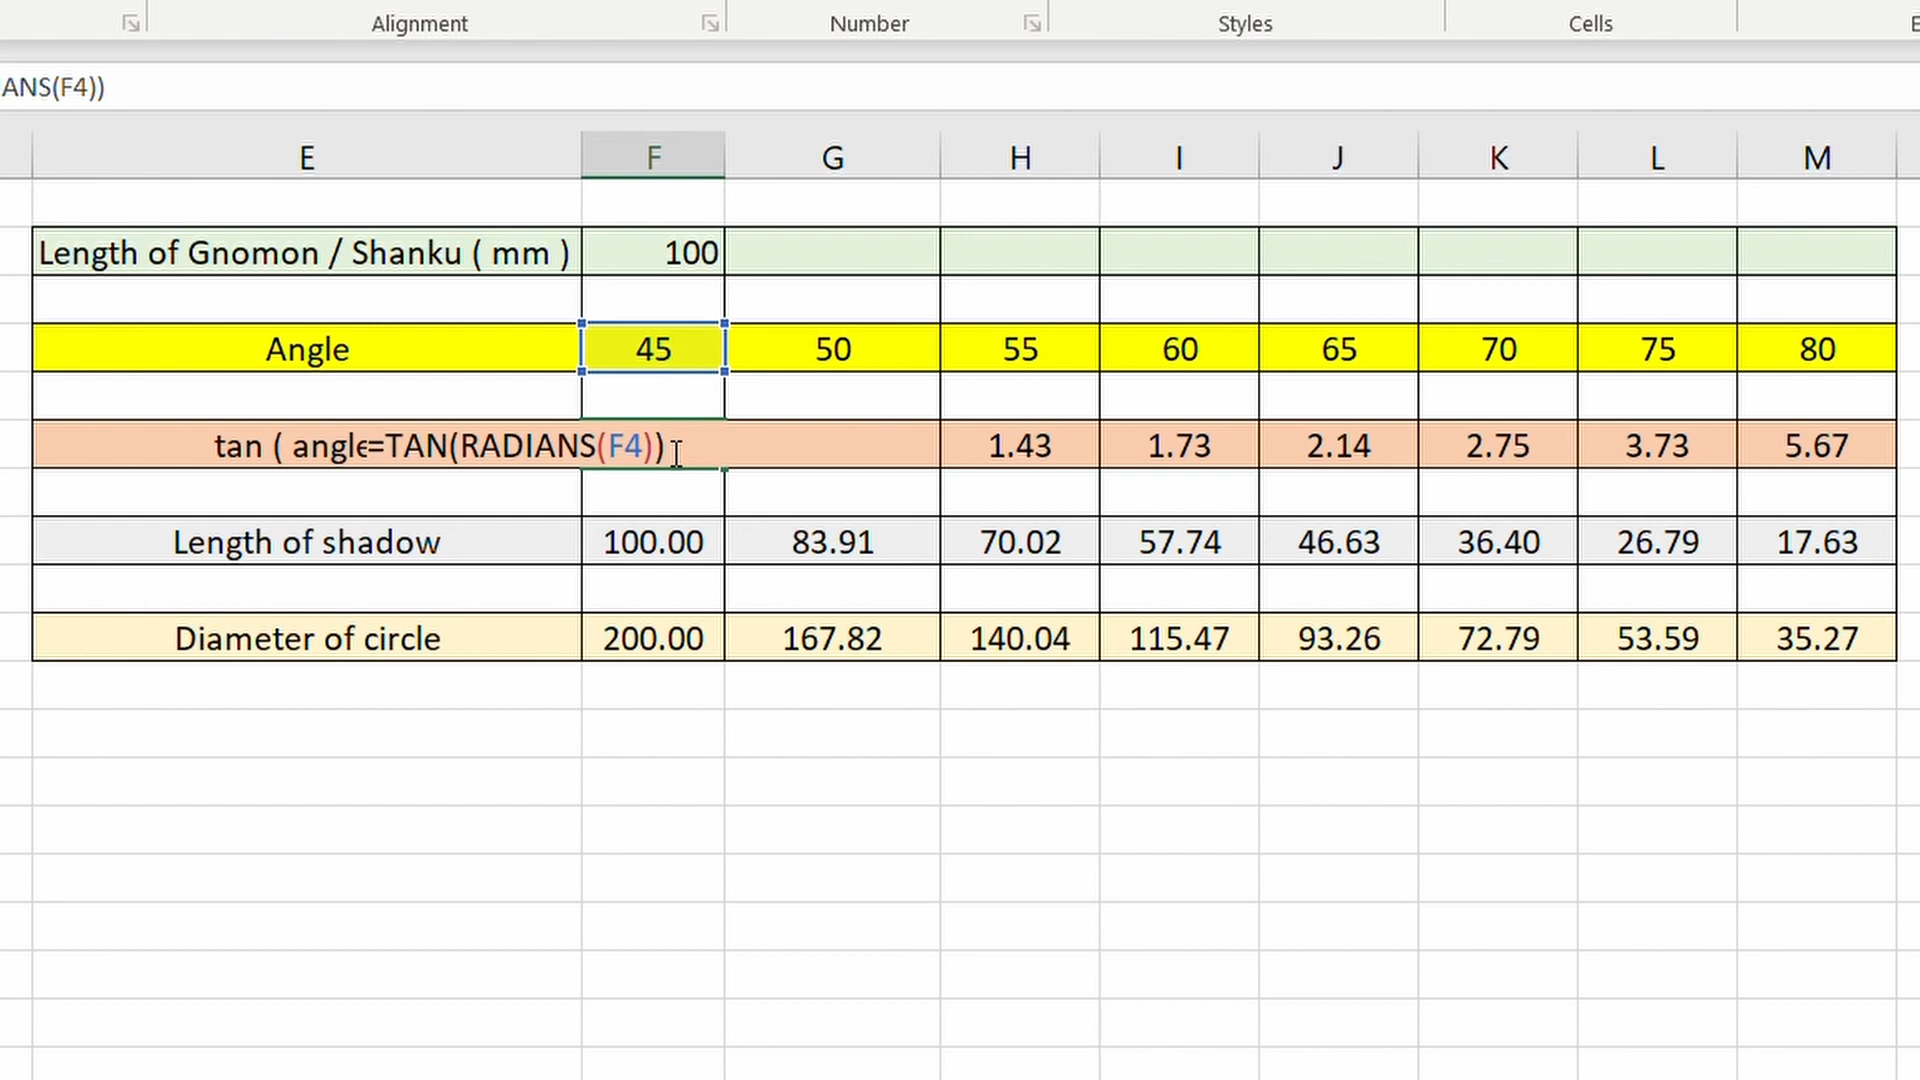 Alignment Number Styles Cells E
ANS(F4))
E F G H I J K L M
Length of Gnomon / Shanku ( mm ) 100
Angle 45 50 55 60 65 70 75 80
tan ( angle=TAN(RADIANS(F4)) 1.43 1.73 2.14 2.75 3.73 5.67
Length of shadow 100.00 83.91 70.02 57.74 46.63 36.40 26.79 17.63
Diameter of circle 200.00 167.82 140.04 115.47 93.26 72.79 53.59 35.27